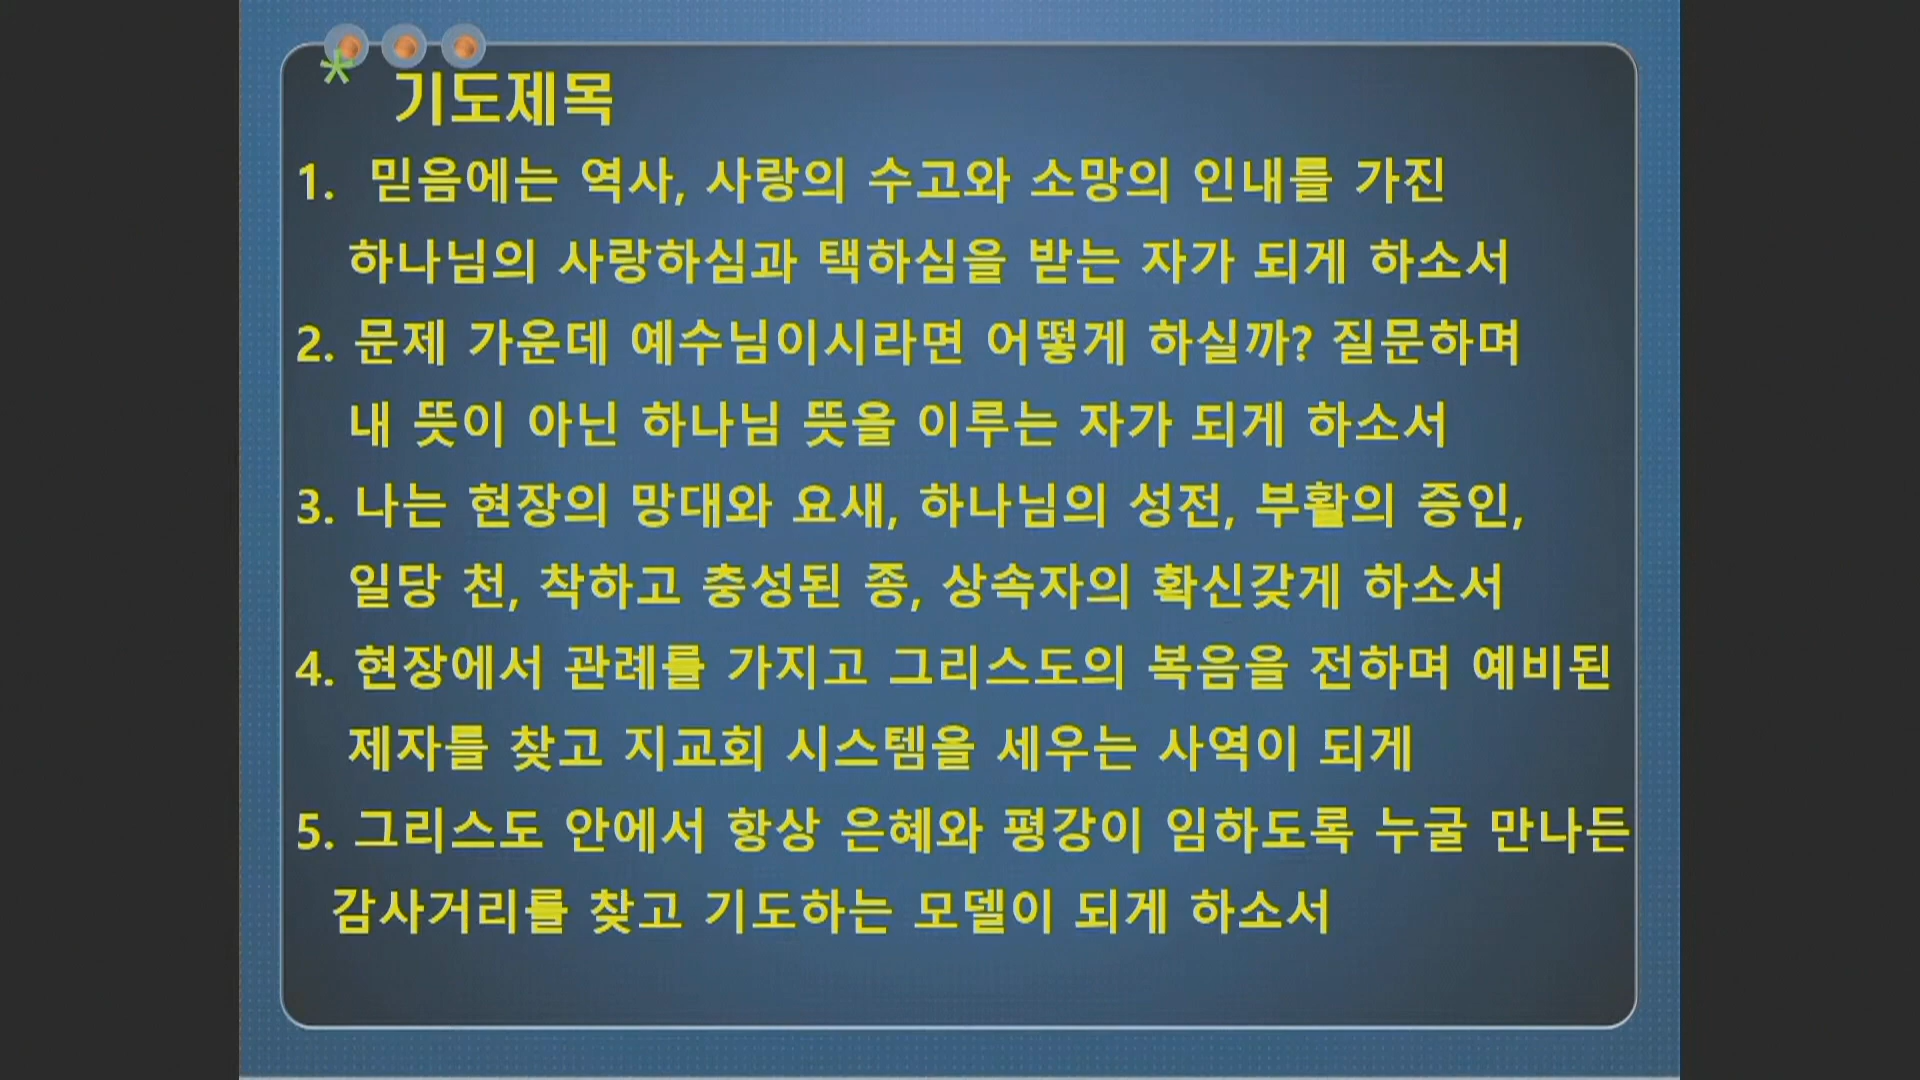 * 기도제목
1. 믿음에는 역사, 사랑의 수고와 소망의 인내를 가진
하나님의 사랑하심과 택하심을 받는 자가 되게 하소서
2. 문제 가운데 예수님이시라면 어떻게 하실까? 질문하며
내 뜻이 아닌 하나님 뜻을 이루는 자가 되게 하소서
3. 나는 현장의 망대와 요새, 하나님의 성전, 부활의 증인,
일당 천, 착하고 충성된 종, 상속자의 확신갖게 하소서
4. 현장에서 관례를 가지고 그리스도의 복음을 전하며 예비된
제자를 찾고 지교회 시스템을 세우는 사역이 되게
5. 그리스도 안에서 항상 은혜와 평강이 임하도록 누굴 만나든
감사거리를 찾고 기도하는 모델이 되게 하소서